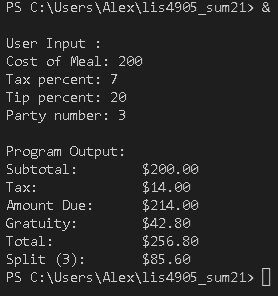 PS C:\Users\Alex\lis4905_sum21> &
User Input :
Cost of Meal: 200
Tax percent: 7
Tip percent: 20
Party number: 3
Program Output:
Subtotal: $200.00
Tax: $14.00
Amount Due: $214.00
Gratuity: $42.80
Total: $256.80
Split (3): $85.60
PS C:\Users\Alex\lis4905_sum21>